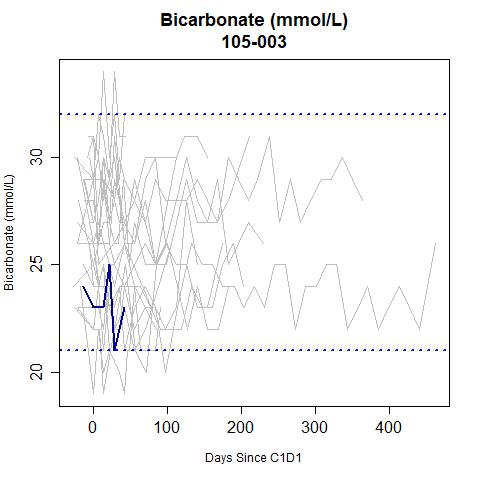 Bicarbonate (mmol/L)
105-003
Bicarbonate (mmol/L)
30
25
20
0 100 200 300 400
Days Since C1D1